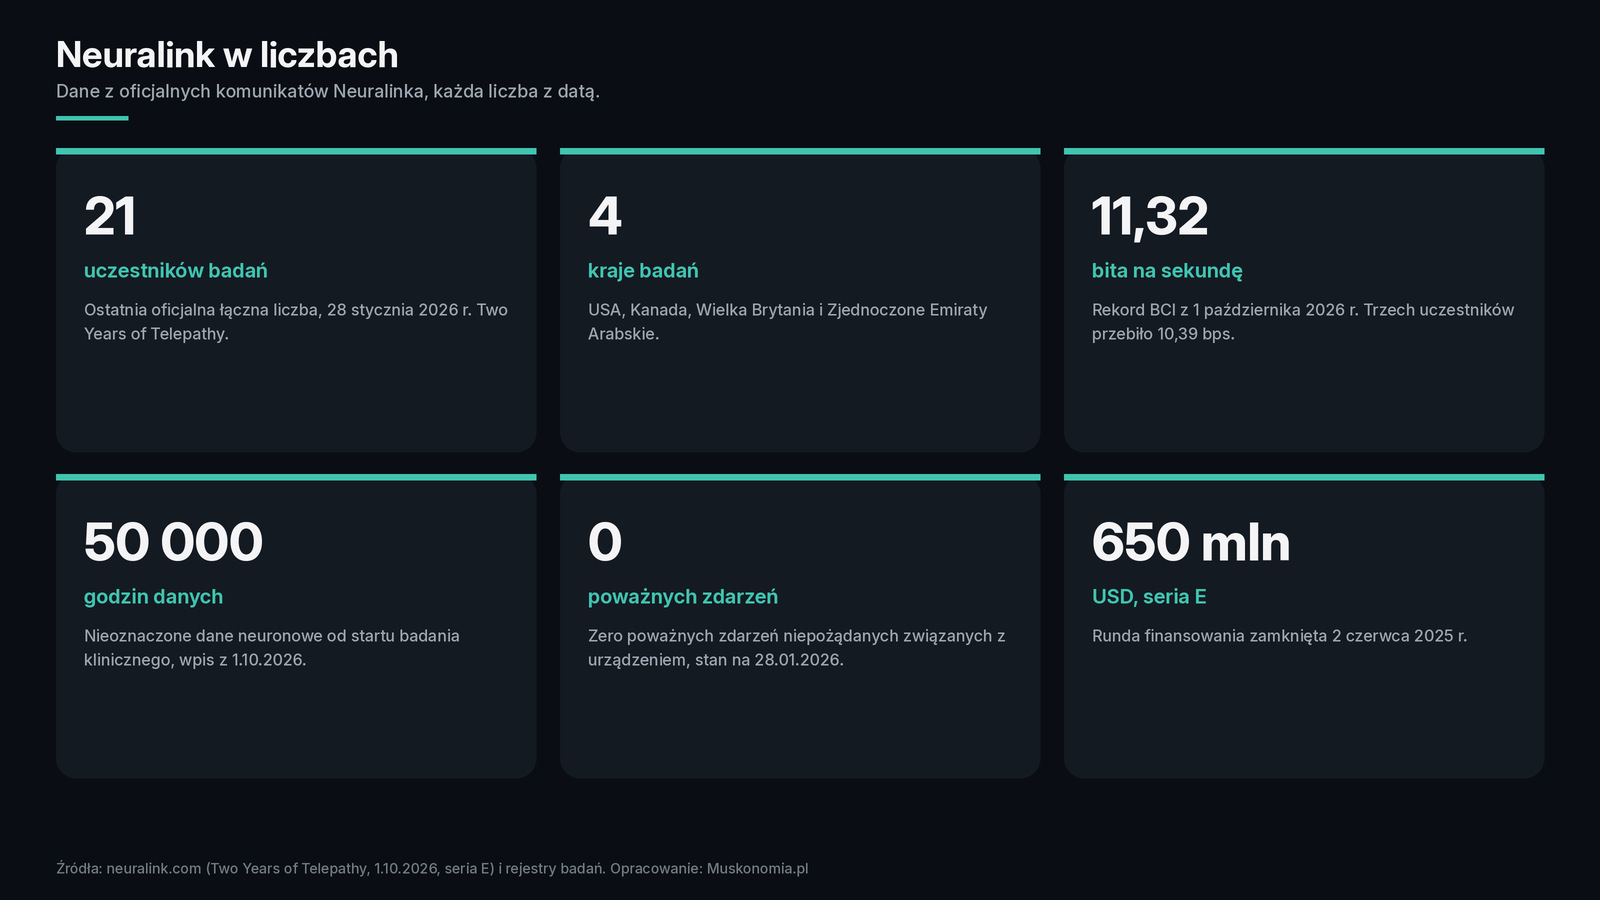 Neuralink w liczbach
Dane z oficjalnych komunikatów Neuralinka, każda liczba z datą.
21
uczestników badań
Ostatnia oficjalna łączna liczba, 28 stycznia 2026 r. Two
Years of Telepathy.
4
kraje badań
USA, Kanada, Wielka Brytania i Zjednoczone Emiraty
Arabskie.
11,32
bita na sekundę
Rekord BCI z 1 października 2026 r. Trzech uczestników
przebiło 10,39 bps.
50 000
godzin danych
Nieoznaczone dane neuronowe od startu badania
klinicznego, wpis z 1.10.2026.
0
poważnych zdarzeń
Zero poważnych zdarzeń niepożądanych związanych z
urządzeniem, stan na 28.01.2026.
650 mln
USD, seria E
Runda finansowania zamknięta 2 czerwca 2025 r.
Źródła: neuralink.com (Two Years of Telepathy, 1.10.2026, seria E) i rejestry badań. Opracowanie: Muskonomia.pl